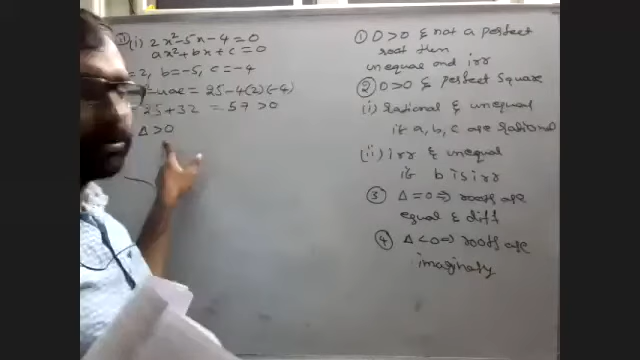 (i) 2x²-5x-4=0
ax²+bx+c=0
=2, b=-5, c=-4
-4ac = 25-4(2)(-4)
25+32 = 57 >0
Δ >0
① D>0 & not a perfect
root then
unequal and irr
② D>0 & perfect square
(i) rational & unequal
if a, b, c are rational
(ii) irr & unequal
if b is irr
③ Δ=0 ⇒ roots are
equal & diff
④ Δ<0 ⇒ roots are
imaginary